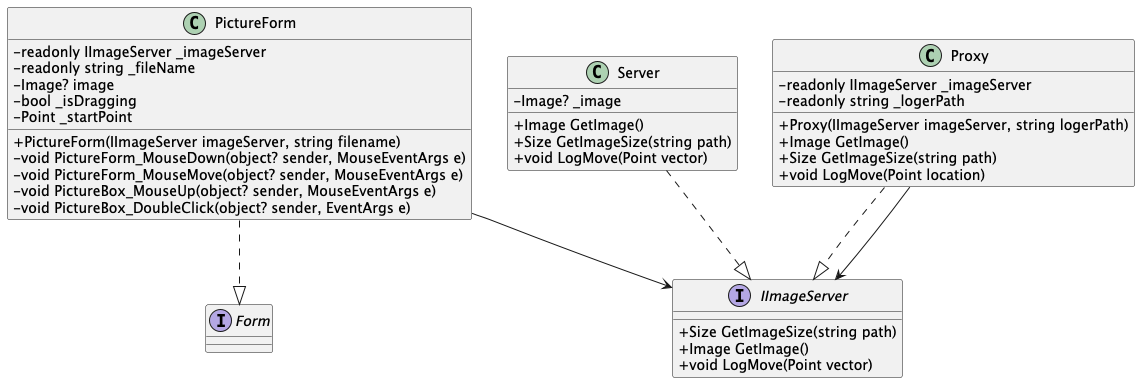 C PictureForm
-readonly IImageServer _imageServer
-readonly string _fileName
-Image? image
-bool _isDragging
-Point _startPoint
+PictureForm(IImageServer imageServer, string filename)
-void PictureForm_MouseDown(object? sender, MouseEventArgs e)
-void PictureForm_MouseMove(object? sender, MouseEventArgs e)
-void PictureBox_MouseUp(object? sender, MouseEventArgs e)
-void PictureBox_DoubleClick(object? sender, EventArgs e)
C Server
-Image? _image
+Image GetImage()
+Size GetImageSize(string path)
+void LogMove(Point vector)
C Proxy
-readonly IImageServer _imageServer
-readonly string _logerPath
+Proxy(IImageServer imageServer, string logerPath)
+Image GetImage()
+Size GetImageSize(string path)
+void LogMove(Point location)
I Form
I IImageServer
+Size GetImageSize(string path)
+Image GetImage()
+void LogMove(Point vector)